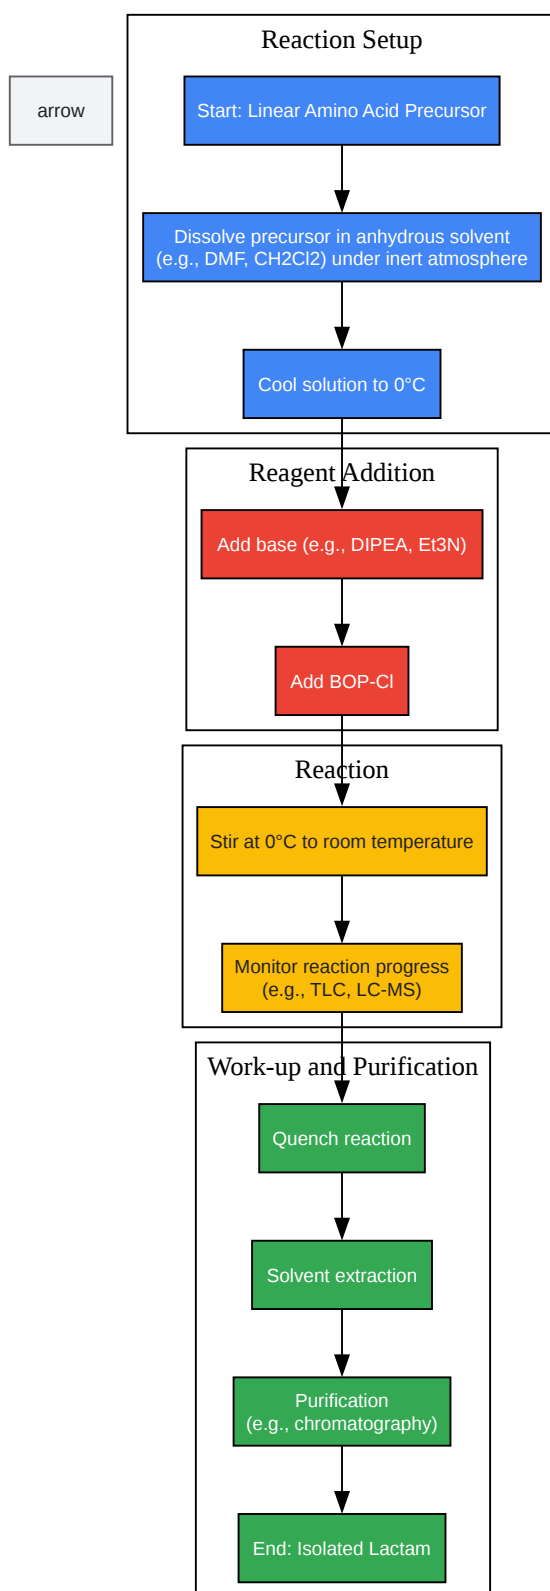 Reaction Setup
arrow
Start: Linear Amino Acid Precursor
Dissolve precursor in anhydrous solvent
(e.g., DMF, CH2Cl2) under inert atmosphere
Cool solution to 0°C
Reagent Addition
Add base (e.g., DIPEA, Et3N)
Add BOP-Cl
Reaction
Stir at 0°C to room temperature
Monitor reaction progress
(e.g., TLC, LC-MS)
Work-up and Purification
Quench reaction
Solvent extraction
Purification
(e.g., chromatography)
End: Isolated Lactam